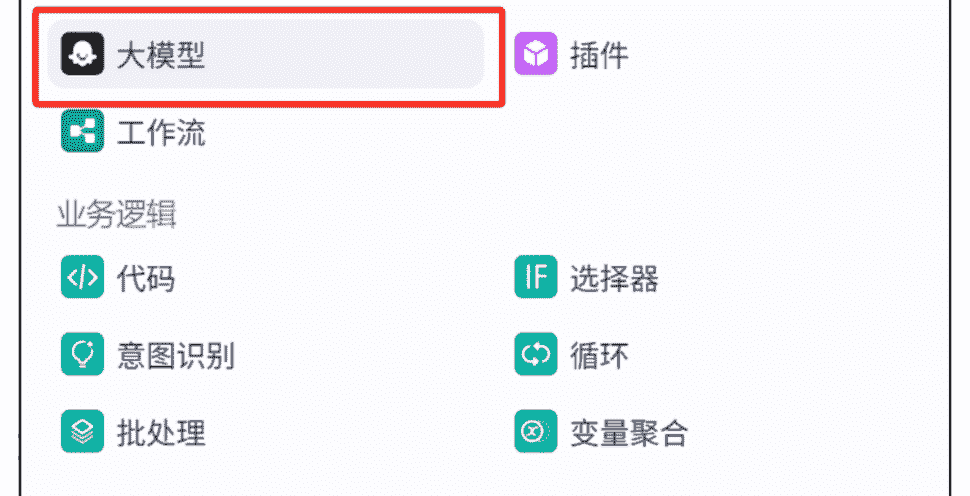 大模型 插件
工作流
业务逻辑
代码 IF 选择器
意图识别 循环
批处理 变量聚合